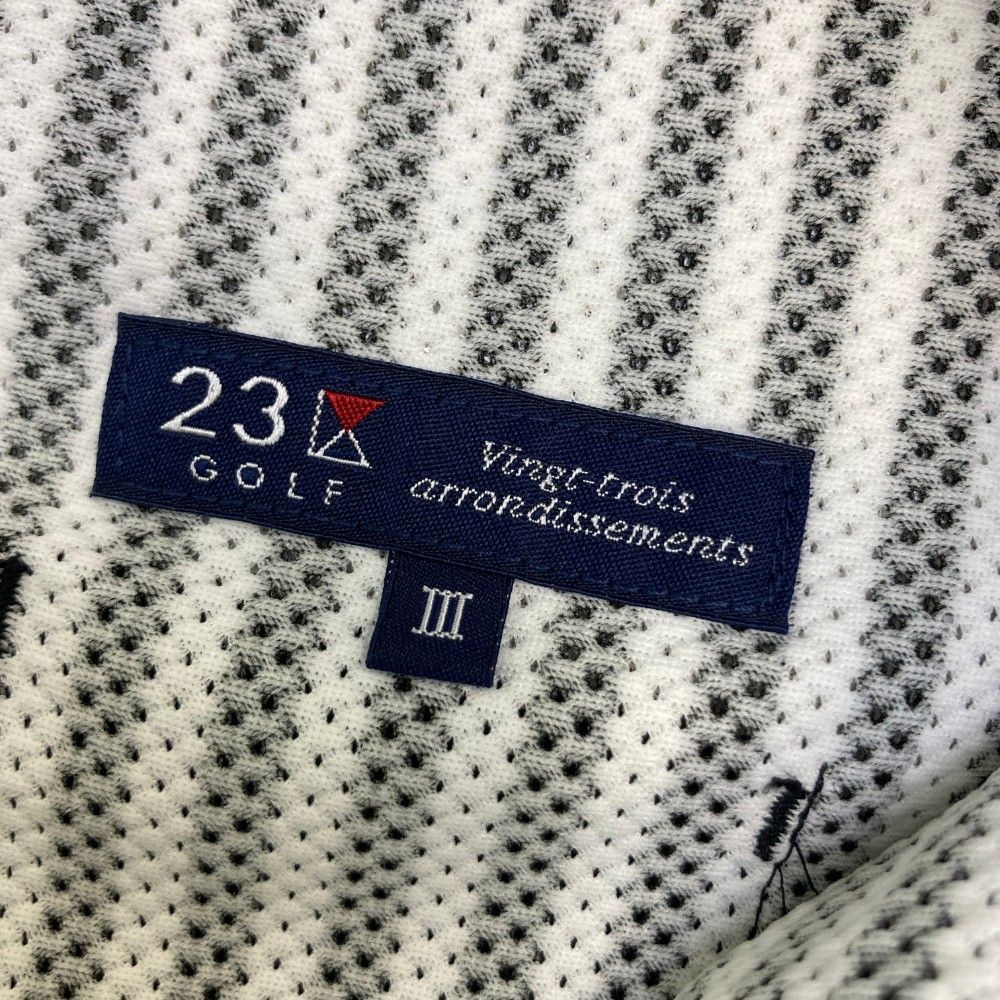 23
GOLF
Vingt-trois
arrondissements
III